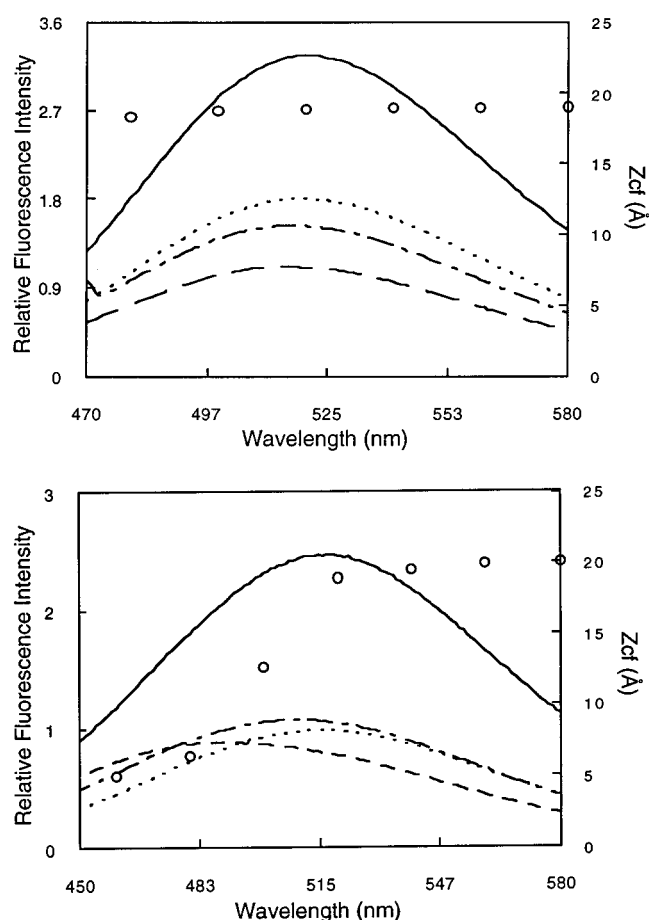 3.6
2.7
1.8
0.9
0
25
20
15
10
5
0
Relative Fluorescence Intensity
Zcf (Å)
470 497 525 553 580
Wavelength (nm)
3
2
1
0
25
20
15
10
5
0
Relative Fluorescence Intensity
Zcf (Å)
450 483 515 547 580
Wavelength (nm)